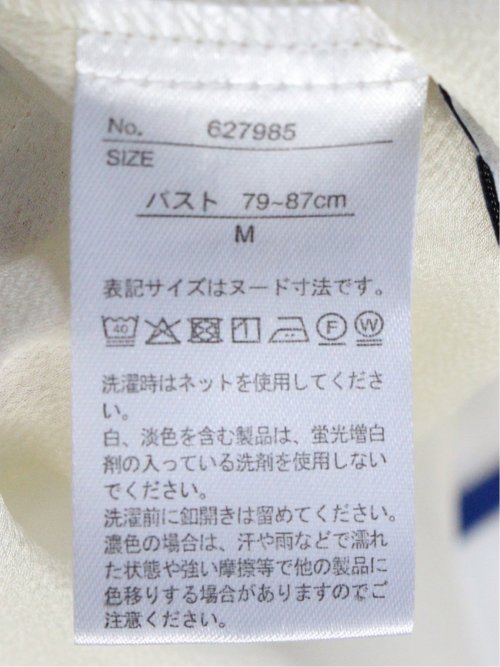 No. 627985
SIZE
バスト 79~87cm
M
表記サイズはヌード寸法です。
40 F W
洗濯時はネットを使用してくださ
い。
白、淡色を含む製品は、蛍光増白
剤の入っている洗剤を使用しない
でください。
洗濯前に釦開きは留めてください。
濃色の場合は、汗や雨などで濡れ
た状態や強い摩擦等で他の製品に
色移りする場合がありますのでご
注意ください。